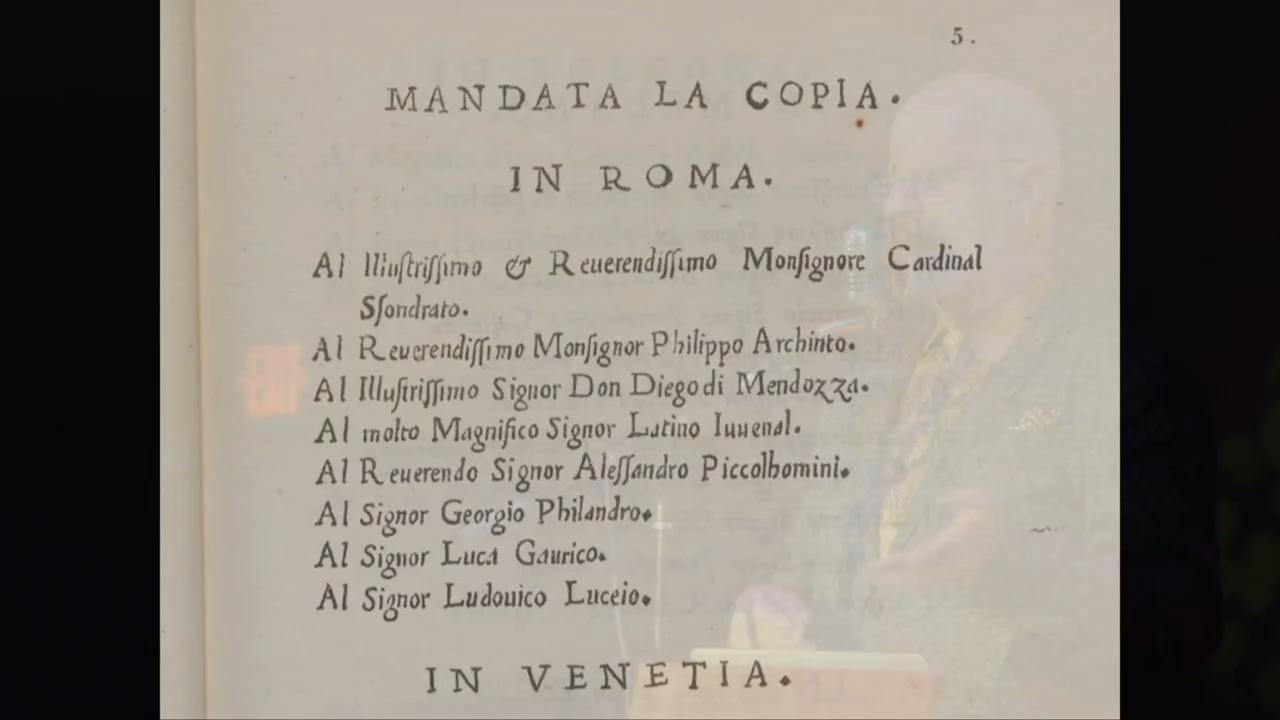 5.
MANDATA LA COPIA.
IN ROMA.
Al Illuſtriſſimo & Reuerendiſſimo Monſignore Cardinal
Sſondrato.
Al Reuerendiſſimo Monſignor Philippo Archinto.
Al Illuſtriſſimo Signor Don Diego di Mendozza.
Al molto Magnifico Signor Latino Iuuenal.
Al Reuerendo Signor Aleſſandro Piccolhomini.
Al Signor Georgio Philandro.
Al Signor Luca Gaurico.
Al Signor Ludouico Luceio.
IN VENETIA.